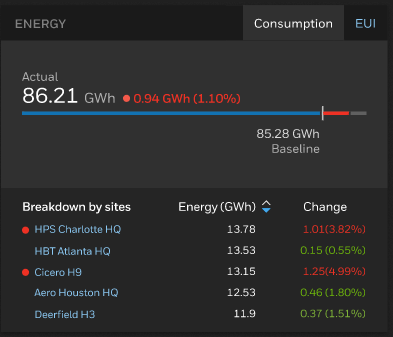 ENERGY Consumption EUI
Actual
86.21 GWh 0.94 GWh (1.10%)
85.28 GWh
Baseline
Breakdown by sites Energy (GWh) Change
HPS Charlotte HQ 13.78 1.01(3.82%)
HBT Atlanta HQ 13.53 0.15 (0.55%)
Cicero H9 13.15 1.25(4.99%)
Aero Houston HQ 12.53 0.46 (1.80%)
Deerfield H3 11.9 0.37 (1.51%)